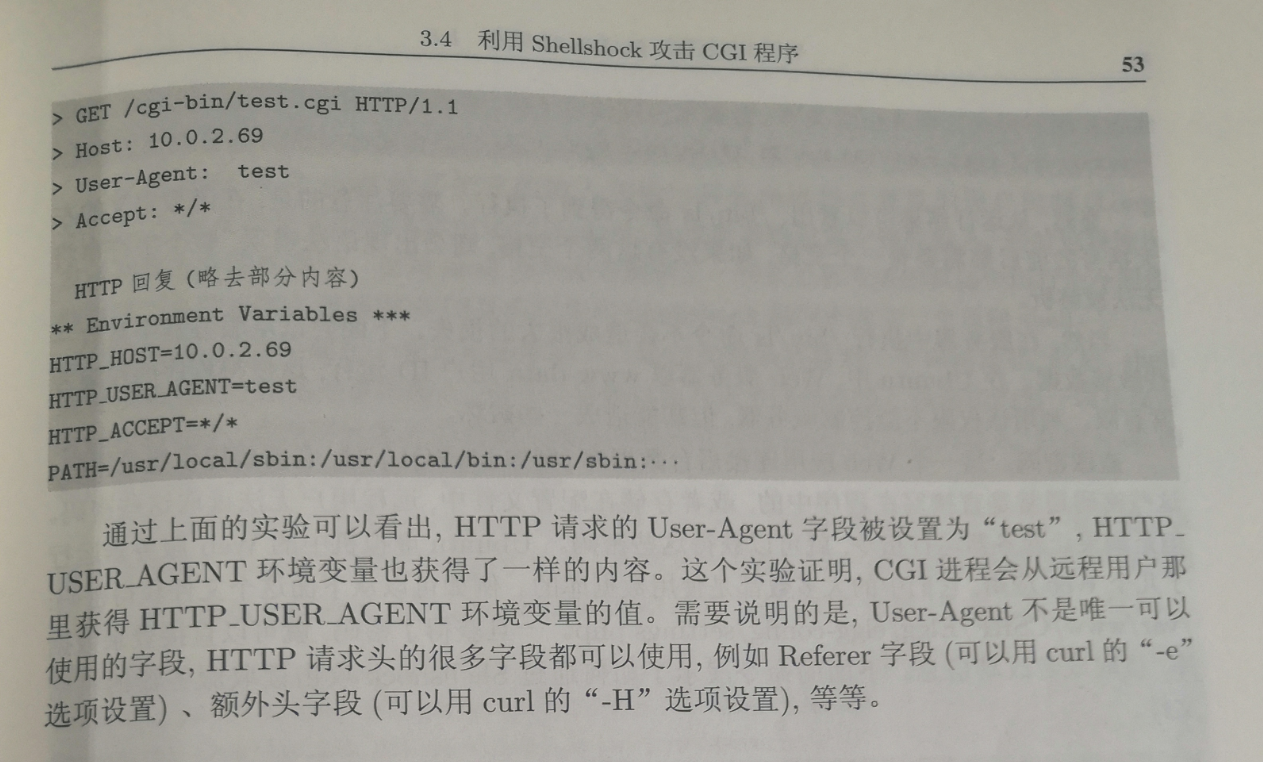 3.4 利用 Shellshock 攻击 CGI 程序
53
> GET /cgi-bin/test.cgi HTTP/1.1
> Host: 10.0.2.69
> User-Agent:  test
> Accept: */*
HTTP 回复 (略去部分内容)
** Environment Variables ***
HTTP_HOST=10.0.2.69
HTTP_USER_AGENT=test
HTTP_ACCEPT=*/*
PATH=/usr/local/sbin:/usr/local/bin:/usr/sbin:···
通过上面的实验可以看出, HTTP 请求的 User-Agent 字段被设置为“test”, HTTP_
USER_AGENT 环境变量也获得了一样的内容。这个实验证明, CGI 进程会从远程用户那
里获得 HTTP_USER_AGENT 环境变量的值。需要说明的是, User-Agent 不是唯一可以
使用的字段, HTTP 请求头的很多字段都可以使用, 例如 Referer 字段 (可以用 curl 的“-e”
选项设置) 、额外头字段 (可以用 curl 的“-H”选项设置), 等等。